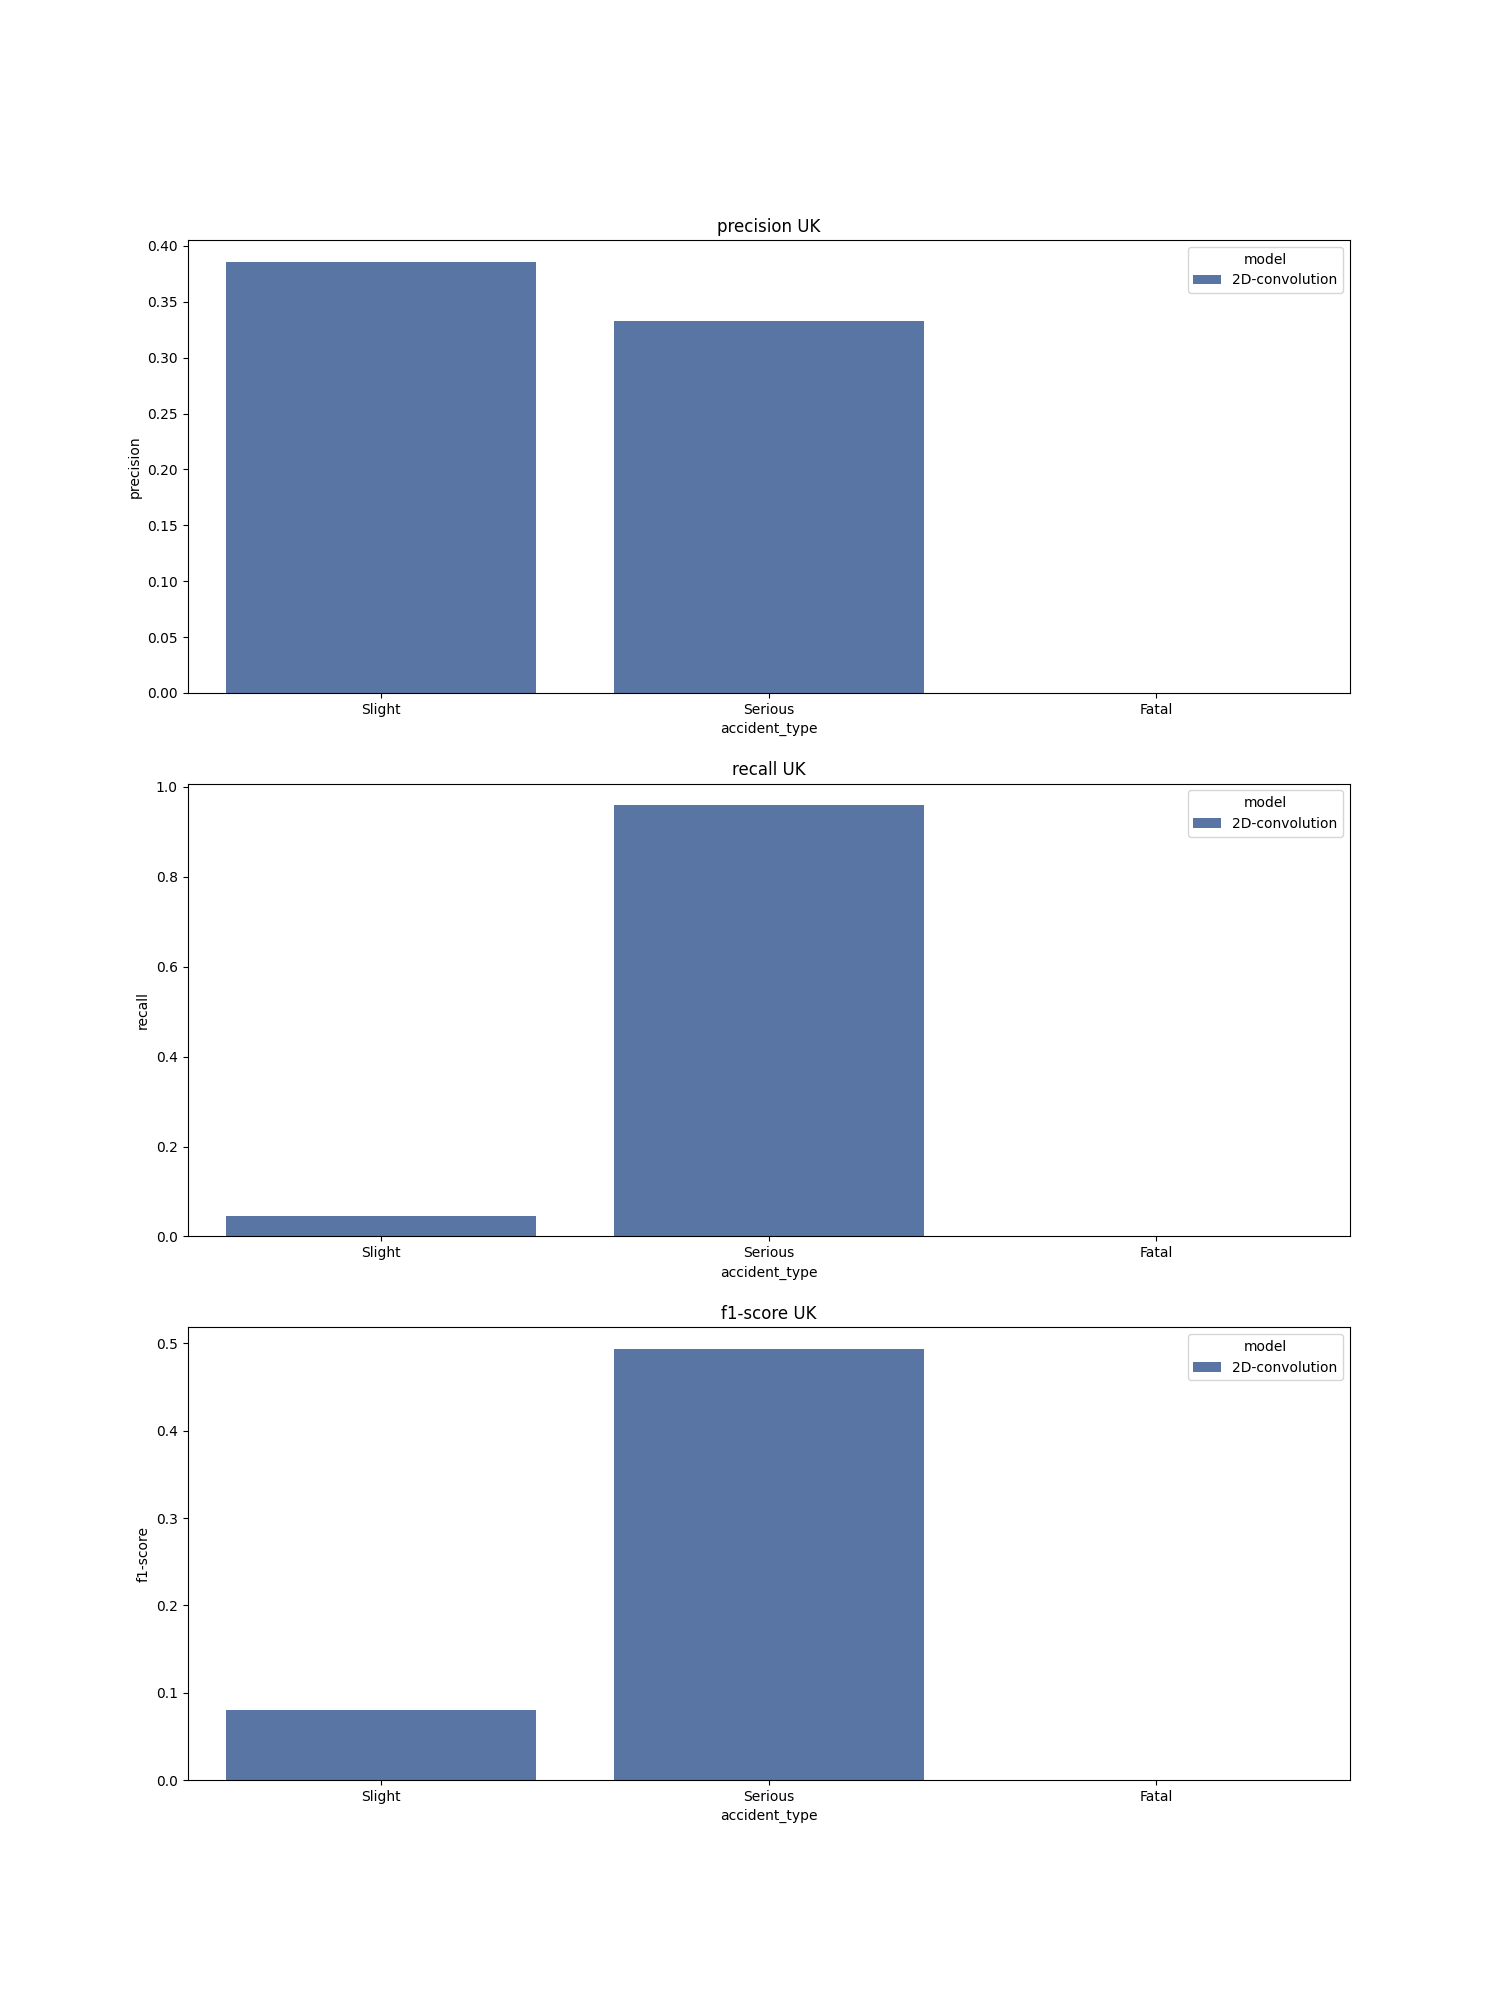 precision UK
0.40
0.35
0.30
0.25
0.20
0.15
0.10
0.05
0.00
precision
model
2D-convolution
Slight Serious Fatal
accident_type
recall UK
1.0
0.8
0.6
0.4
0.2
0.0
recall
model
2D-convolution
Slight Serious Fatal
accident_type
f1-score UK
0.5
0.4
0.3
0.2
0.1
0.0
f1-score
model
2D-convolution
Slight Serious Fatal
accident_type